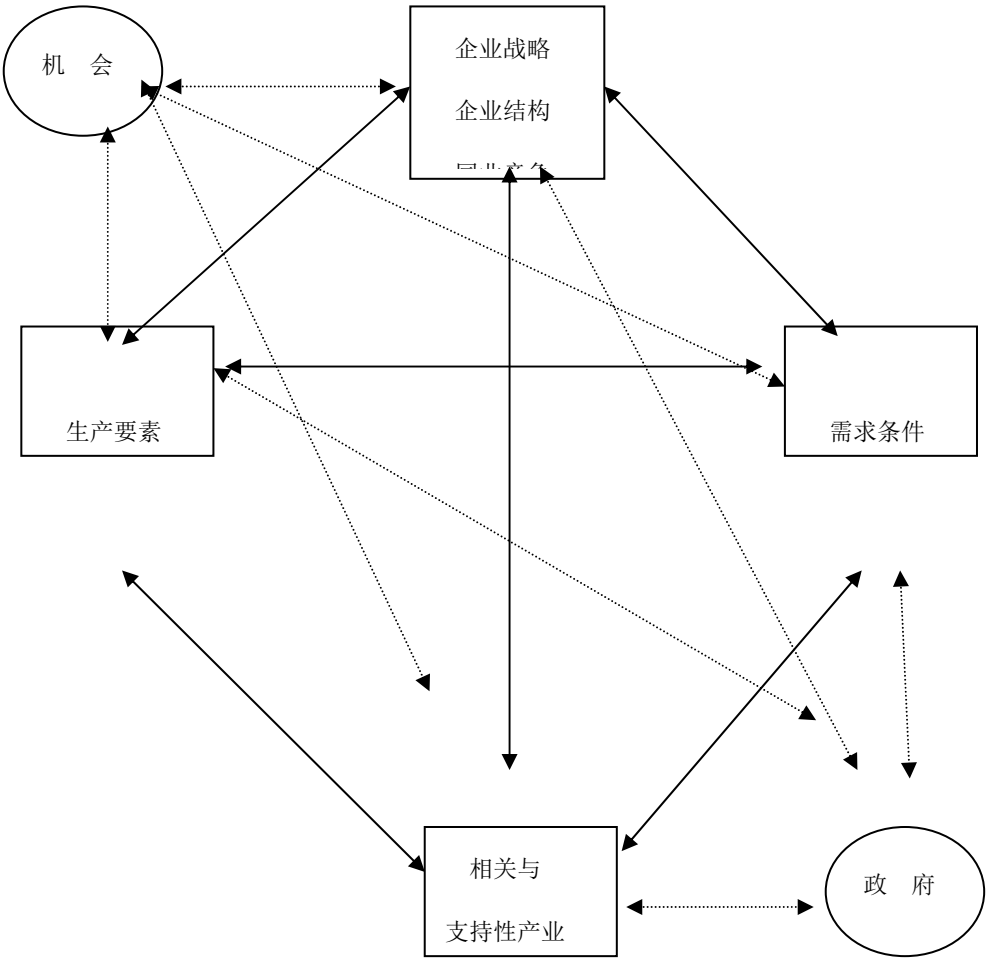 机 会
企业战略
企业结构
生产要素
需求条件
相关与
支持性产业
政 府